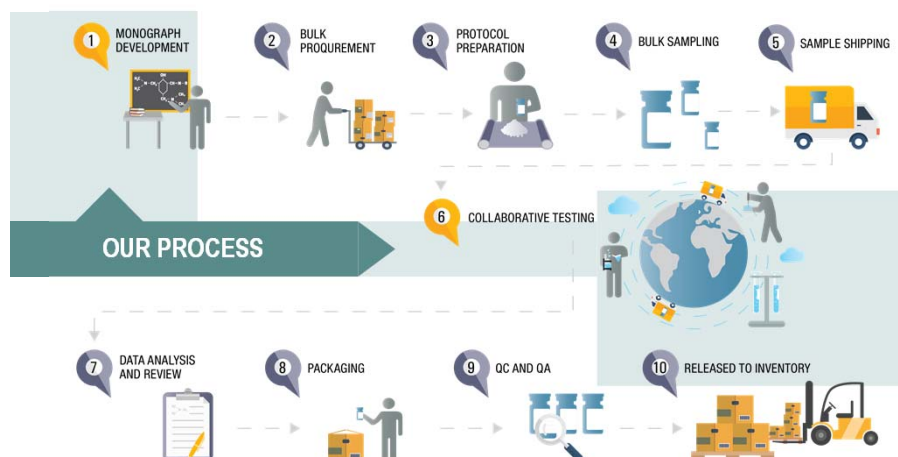 1
MONOGRAPH
DEVELOPMENT
2
BULK
PROQUREMENT
3
PROTOCOL
PREPARATION
4
BULK SAMPLING
5
SAMPLE SHIPPING
6
COLLABORATIVE TESTING
OUR PROCESS
7
DATA ANALYSIS
AND REVIEW
8
PACKAGING
9
QC AND QA
10
RELEASED TO INVENTORY